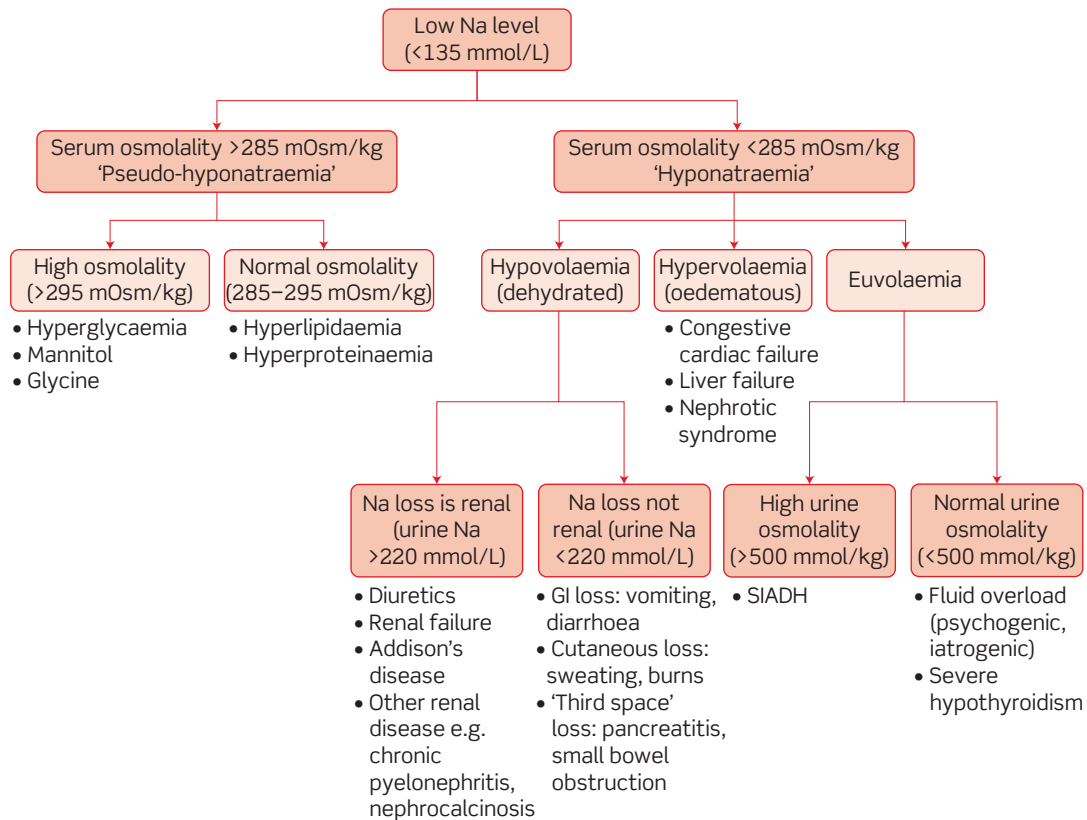 Low Na level
(<135 mmol/L)
Serum osmolality >285 mOsm/kg
‘Pseudo-hyponatraemia’
Serum osmolality <285 mOsm/kg
‘Hyponatraemia’
High osmolality
(>295 mOsm/kg)
• Hyperglycaemia
• Mannitol
• Glycine
Normal osmolality
(285–295 mOsm/kg)
• Hyperlipidaemia
• Hyperproteinaemia
Hypovolaemia
(dehydrated)
Hypervolaemia
(oedematous)
• Congestive
cardiac failure
• Liver failure
• Nephrotic
syndrome
Euvolaemia
Na loss is renal
(urine Na
>220 mmol/L)
• Diuretics
• Renal failure
• Addison’s
disease
• Other renal
disease e.g.
chronic
pyelonephritis,
nephrocalcinosis
Na loss not
renal (urine Na
<220 mmol/L)
• GI loss: vomiting,
diarrhoea
• Cutaneous loss:
sweating, burns
• ‘Third space’
loss: pancreatitis,
small bowel
obstruction
High urine
osmolality
(>500 mmol/kg)
• SIADH
Normal urine
osmolality
(<500 mmol/kg)
• Fluid overload
(psychogenic,
iatrogenic)
• Severe
hypothyroidism